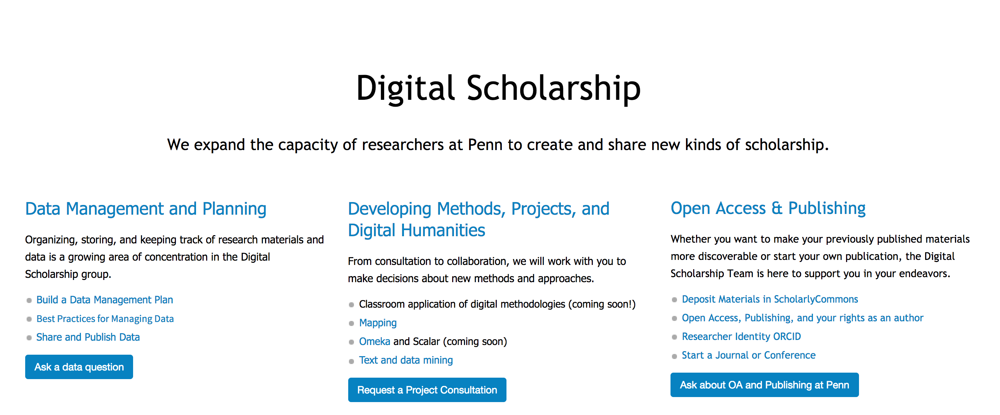 Digital Scholarship
We expand the capacity of researchers at Penn to create and share new kinds of scholarship.
Data Management and Planning
Organizing, storing, and keeping track of research materials and
data is a growing area of concentration in the Digital
Scholarship group.
Build a Data Management Plan
Best Practices for Managing Data
Share and Publish Data
Ask a data question
Developing Methods, Projects, and
Digital Humanities
From consultation to collaboration, we will work with you to
make decisions about new methods and approaches.
Classroom application of digital methodologies (coming soon!)
Mapping
Omeka and Scalar (coming soon)
Text and data mining
Request a Project Consultation
Open Access & Publishing
Whether you want to make your previously published materials
more discoverable or start your own publication, the Digital
Scholarship Team is here to support you in your endeavors.
Deposit Materials in ScholarlyCommons
Open Access, Publishing, and your rights as an author
Researcher Identity ORCID
Start a Journal or Conference
Ask about OA and Publishing at Penn